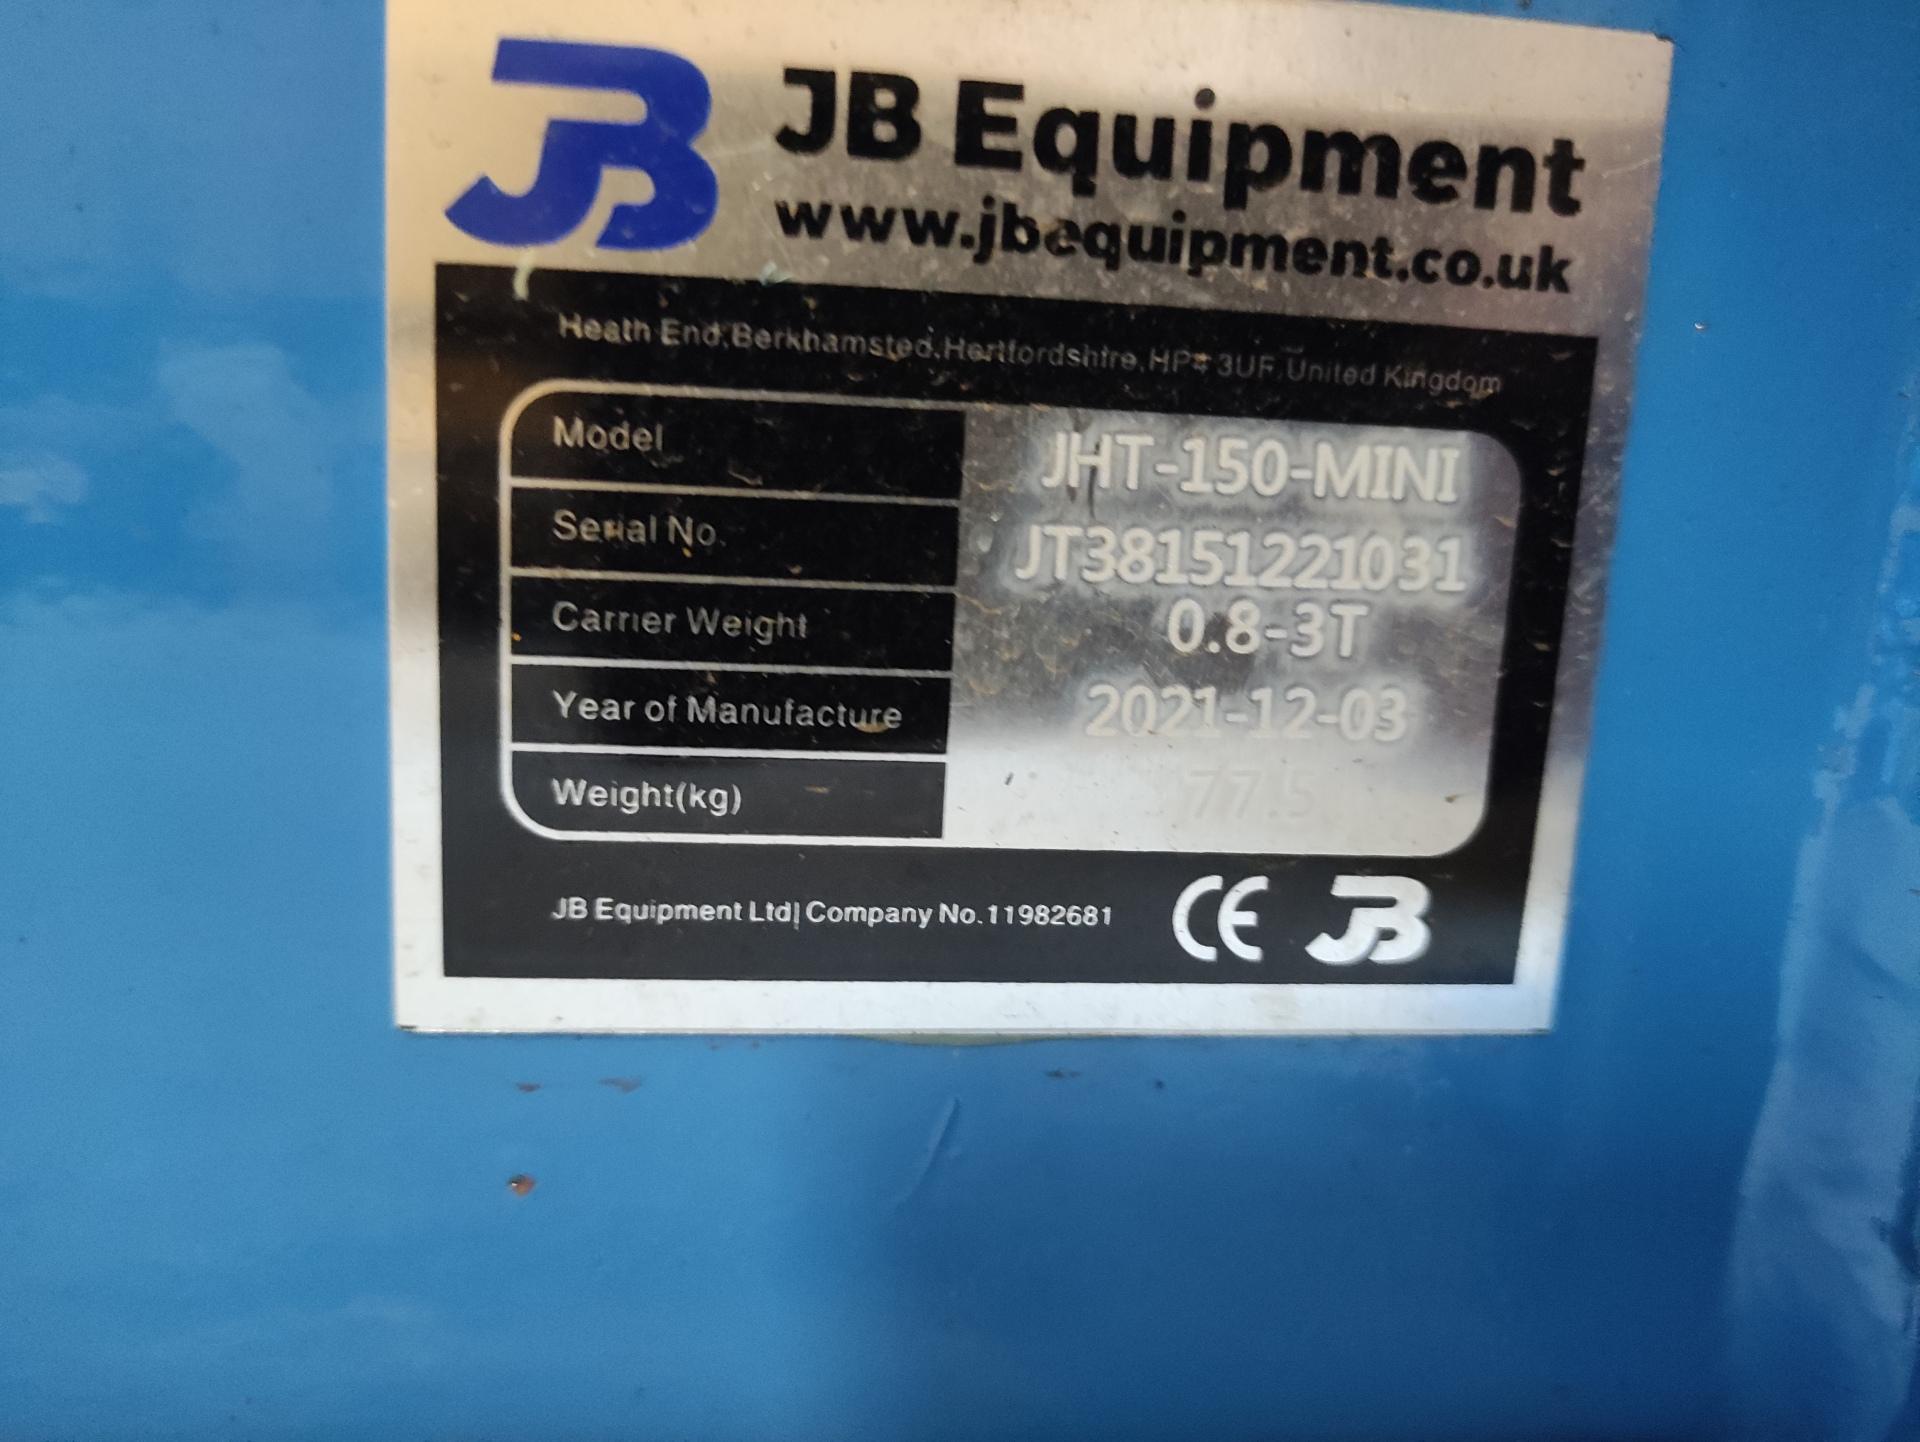 JB JB Equipment
www.jbequipment.co.uk
Heath End,Berkhamsted,Hertfordshire,HP4 3UF,United Kingdom
Model JHT-150-MINI
Serial No. JT38151221031
Carrier Weight 0.8-3T
Year of Manufacture 2021-12-03
Weight(kg) 77.5
JB Equipment Ltd| Company No.11982681 CE JB